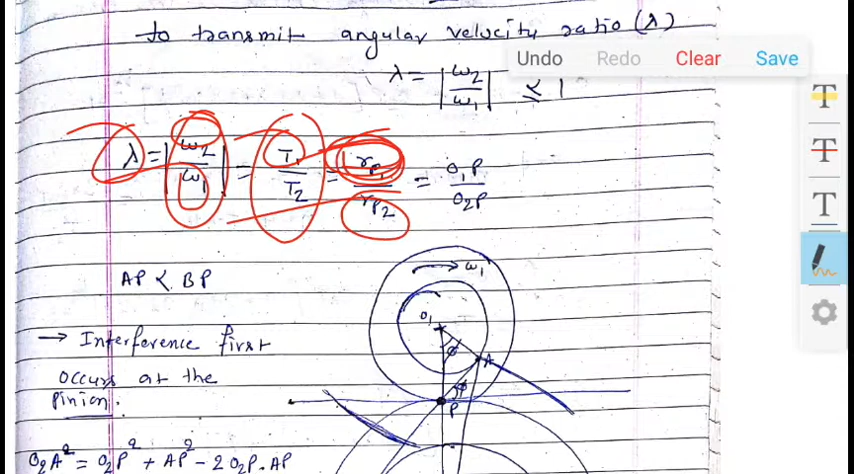 to transmit angular velocity ratio (λ)
Undo Redo Clear Save
λ = |ω2/ω1| ≤ 1
λ = |ω2/ω1| = T1/T2 = rp1/rp2 = O1P/O2P
AP < BP
ω1
O1
φ
A
φ
P
→ Interference first
occurs at the
pinion.
O2A² = O2P² + AP² - 2 O2P. AP
T
T
T